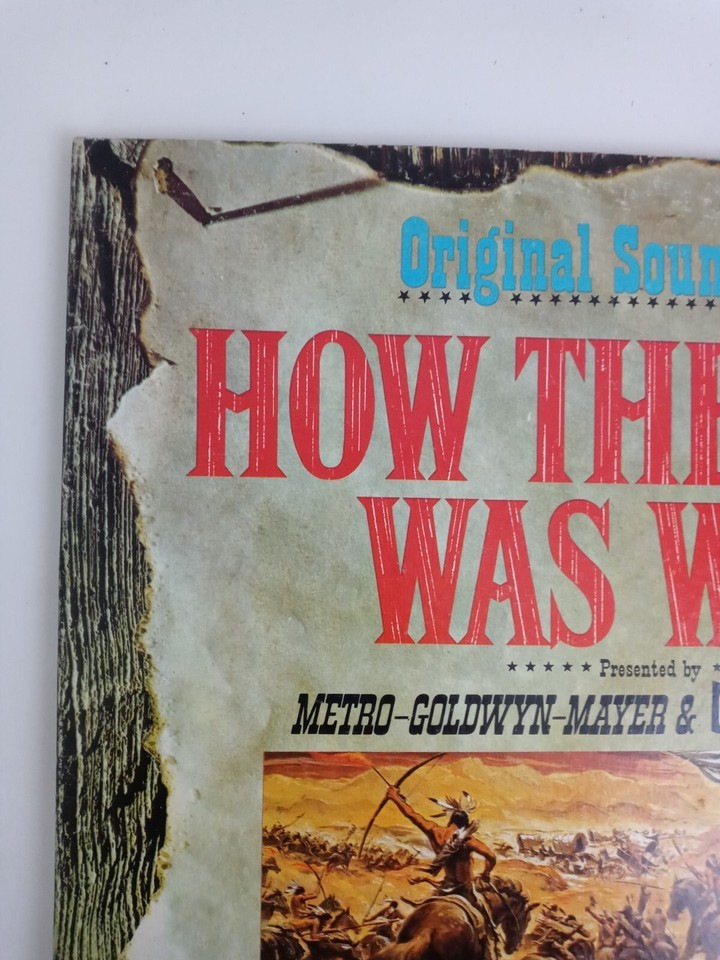 Original Soun
HOW THE
WAS W
★★★★★ Presented by ★
METRO-GOLDWYN-MAYER &